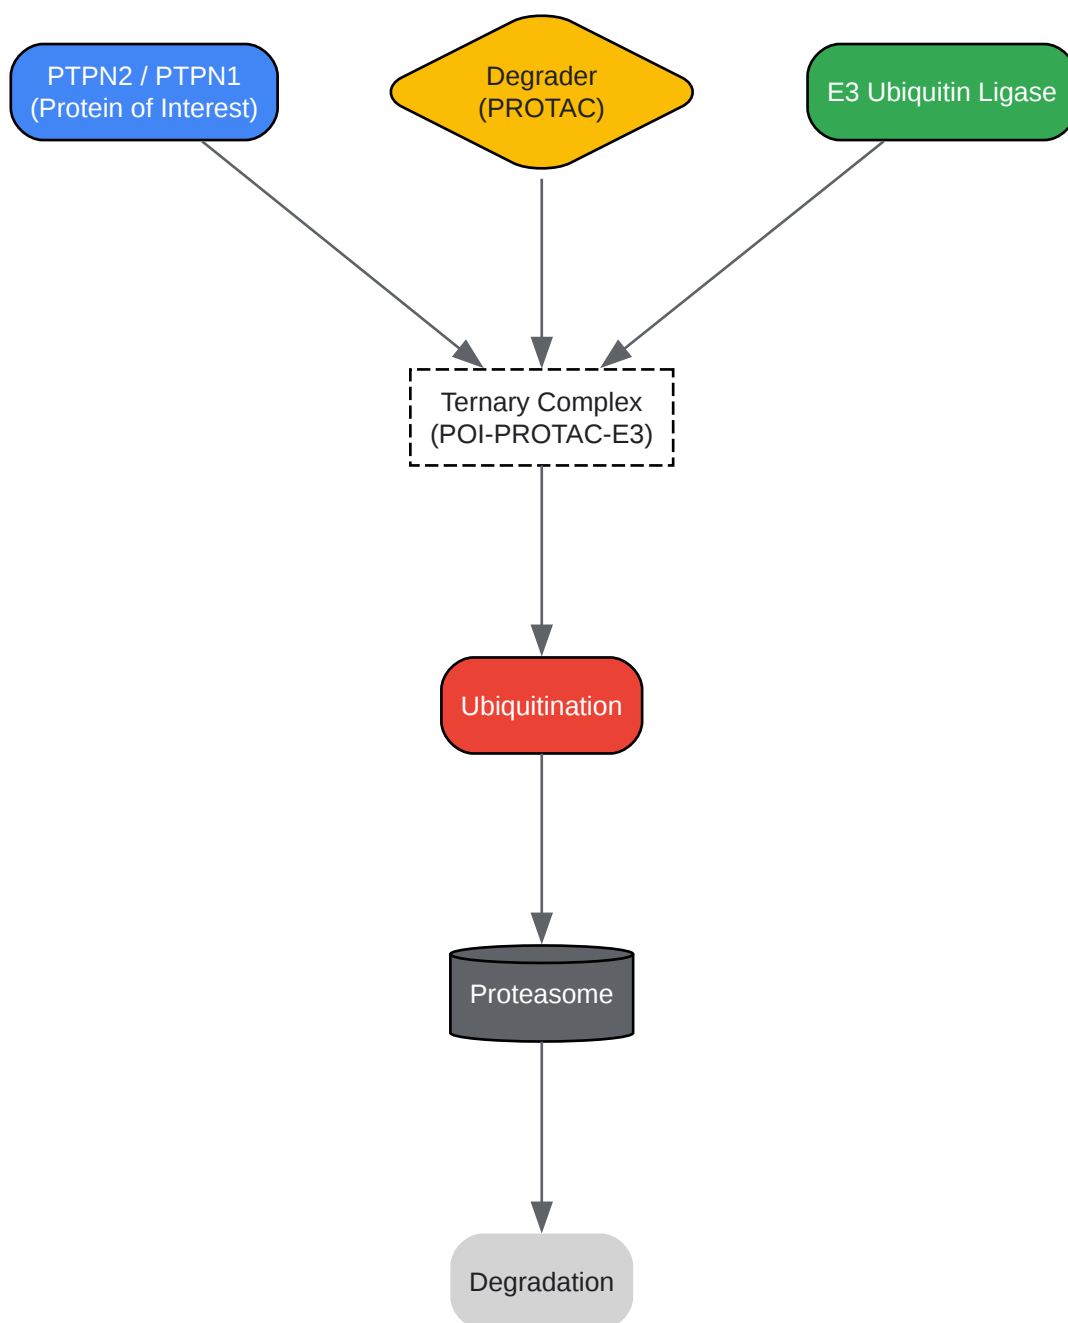 PTPN2 / PTPN1
(Protein of Interest)
Degrader
(PROTAC)
E3 Ubiquitin Ligase
Ternary Complex
(POI-PROTAC-E3)
Ubiquitination
Proteasome
Degradation